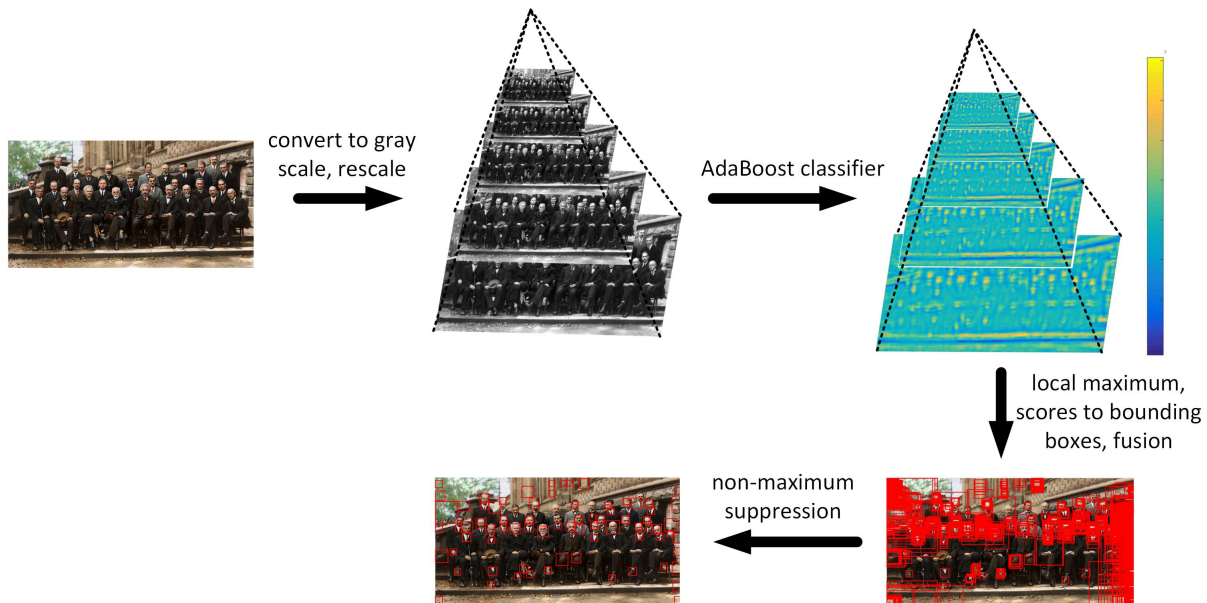 convert to gray
scale, rescale
AdaBoost classifier
local maximum,
scores to bounding
boxes, fusion
non-maximum
suppression